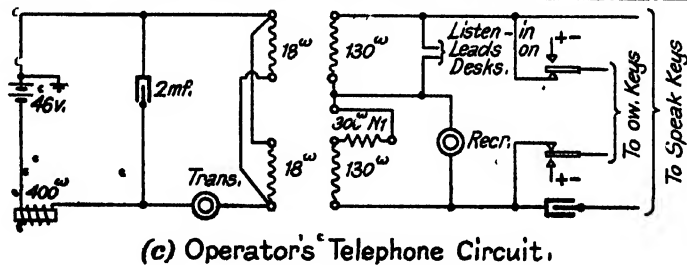 46v.
400ω
2mf.
Trans.
18ω
18ω
130ω
30ω N1
130ω
Listen-in
Leads on
Desks.
Recr.
+-
+-
To ow. Keys
To Speak Keys
(c) Operator's Telephone Circuit.